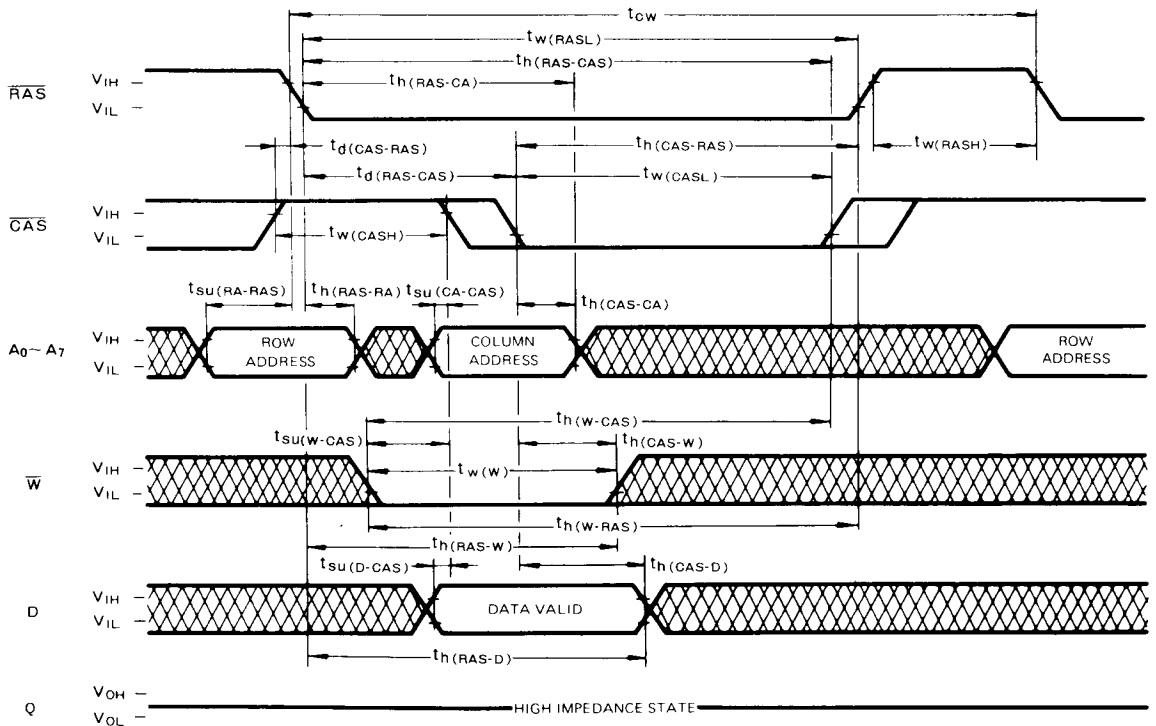 tCW
tW(RASL)
th(RAS-CAS)
th(RAS-CA)
RAS
VIH
VIL
td(CAS-RAS)
th(CAS-RAS)
tW(RASH)
td(RAS-CAS)
tW(CASL)
CAS
VIH
VIL
tW(CASH)
tsu(RA-RAS)
th(RAS-RA)
tsu(CA-CAS)
th(CAS-CA)
A0~A7
VIH
VIL
ROW ADDRESS
COLUMN ADDRESS
ROW ADDRESS
th(W-CAS)
tsu(W-CAS)
th(CAS-W)
W
VIH
VIL
tW(W)
th(W-RAS)
th(RAS-W)
tsu(D-CAS)
th(CAS-D)
D
VIH
VIL
DATA VALID
th(RAS-D)
Q
VOH
VOL
HIGH IMPEDANCE STATE